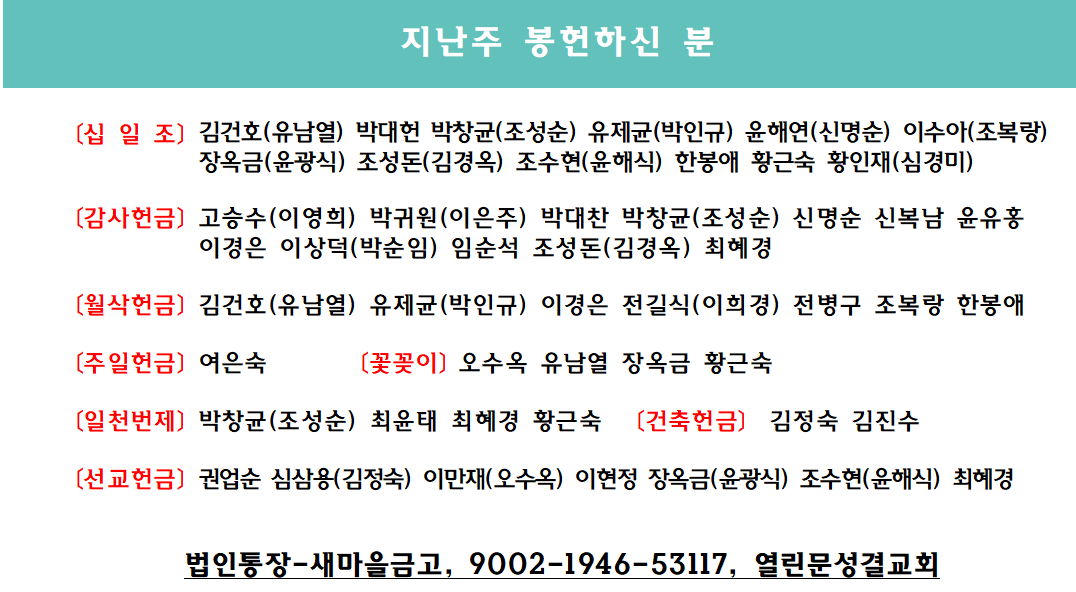 지난주 봉헌하신 분
〔십 일 조〕 김건호(유남열) 박대헌 박창균(조성순) 유제균(박인규) 윤해연(신명순) 이수아(조복랑)
장옥금(윤광식) 조성돈(김경옥) 조수현(윤해식) 한봉애 황근숙 황인재(심경미)
〔감사헌금〕 고승수(이영희) 박귀원(이은주) 박대찬 박창균(조성순) 신명순 신복남 윤유홍
이경은 이상덕(박순임) 임순석 조성돈(김경옥) 최혜경
〔월삭헌금〕 김건호(유남열) 유제균(박인규) 이경은 전길식(이희경) 전병구 조복랑 한봉애
〔주일헌금〕 여은숙 〔꽃꽂이〕 오수옥 유남열 장옥금 황근숙
〔일천번제〕 박창균(조성순) 최윤태 최혜경 황근숙 〔건축헌금〕 김정숙 김진수
〔선교헌금〕 권업순 심삼용(김정숙) 이만재(오수옥) 이현정 장옥금(윤광식) 조수현(윤해식) 최혜경
법인통장-새마을금고, 9002-1946-53117, 열린문성결교회